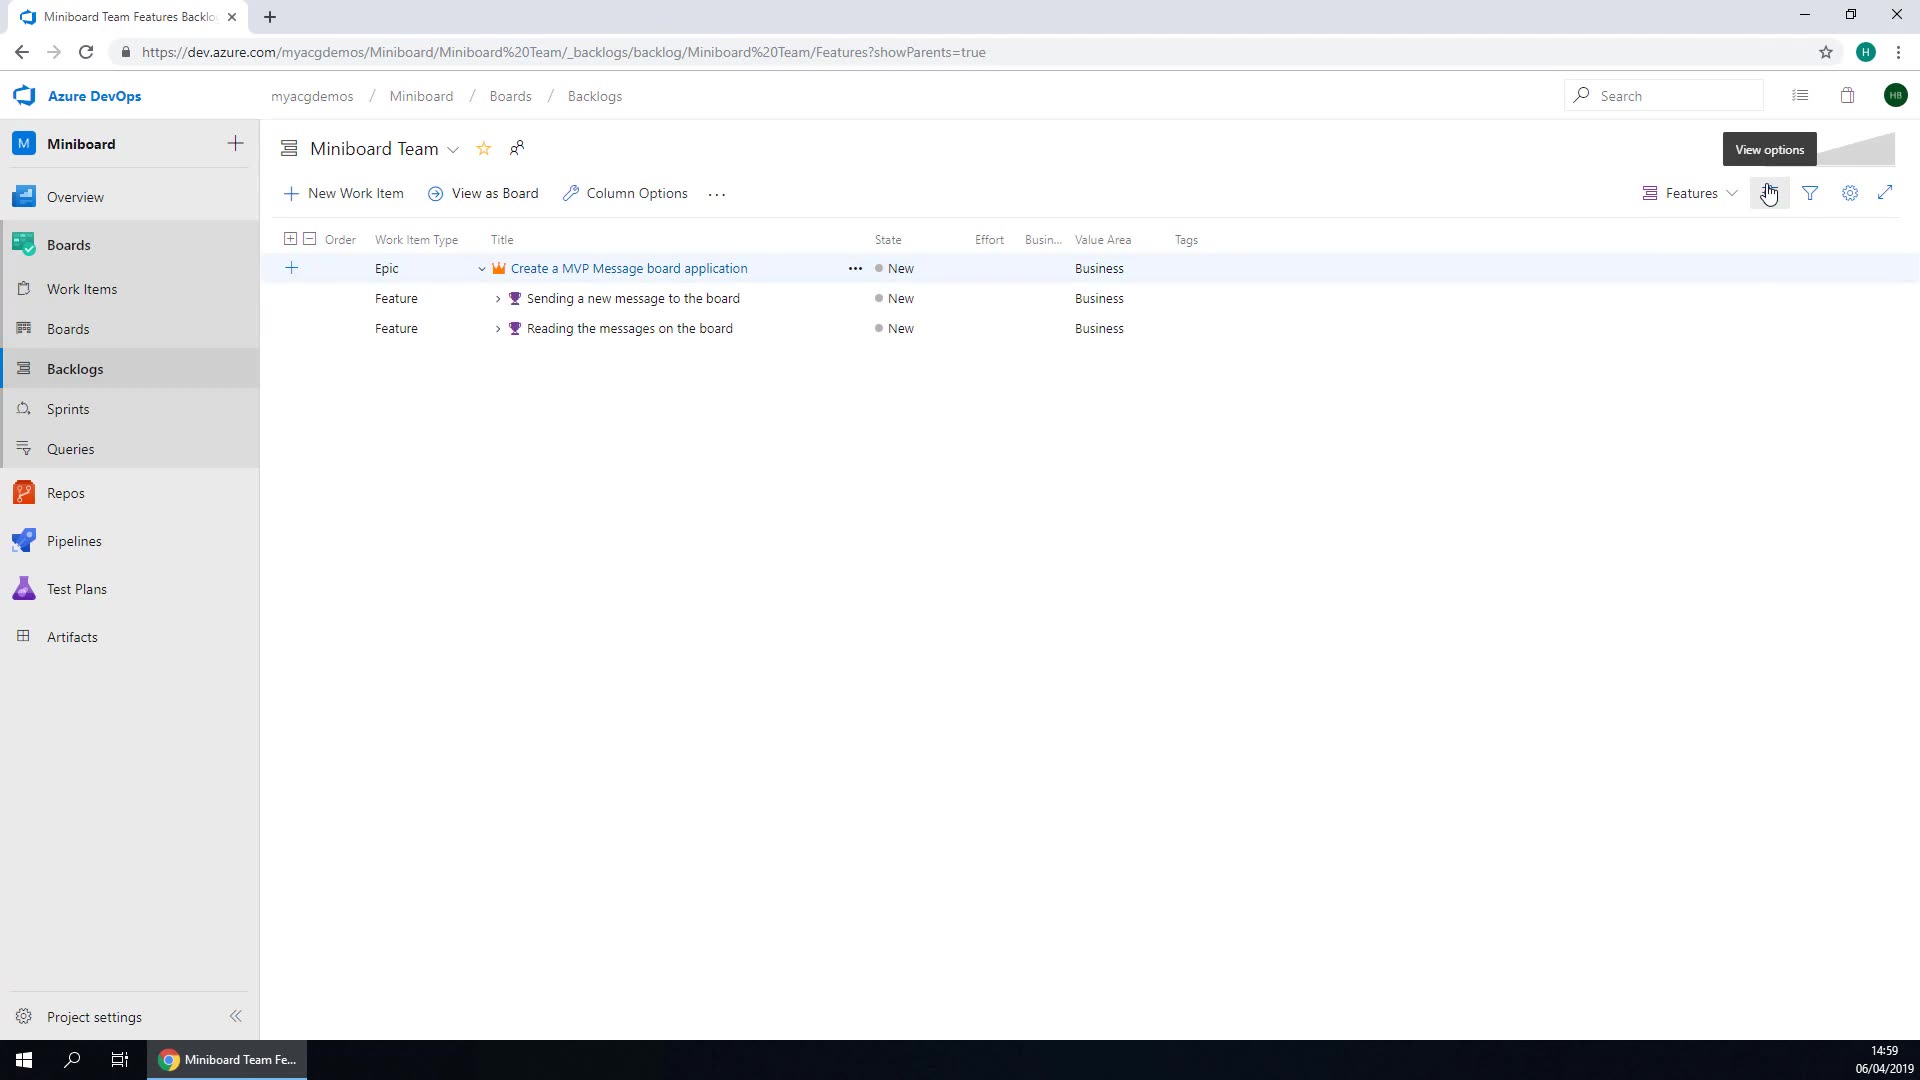 Miniboard Team Features Backlo
https://dev.azure.com/myacgdemos/Miniboard/Miniboard%20Team/_backlogs/backlog/Miniboard%20Team/Features?showParents=true
H
Azure DevOps
myacgdemos / Miniboard / Boards / Backlogs
Search
HB
M Miniboard
Miniboard Team
View options
Overview
New Work Item View as Board Column Options ...
Features
Boards
Order Work Item Type Title State Effort Busin... Value Area Tags
Epic Create a MVP Message board application ... New Business
Work Items
Feature Sending a new message to the board New Business
Boards
Feature Reading the messages on the board New Business
Backlogs
Sprints
Queries
Repos
Pipelines
Test Plans
Artifacts
Project settings
Miniboard Team Fe...
14:59
06/04/2019